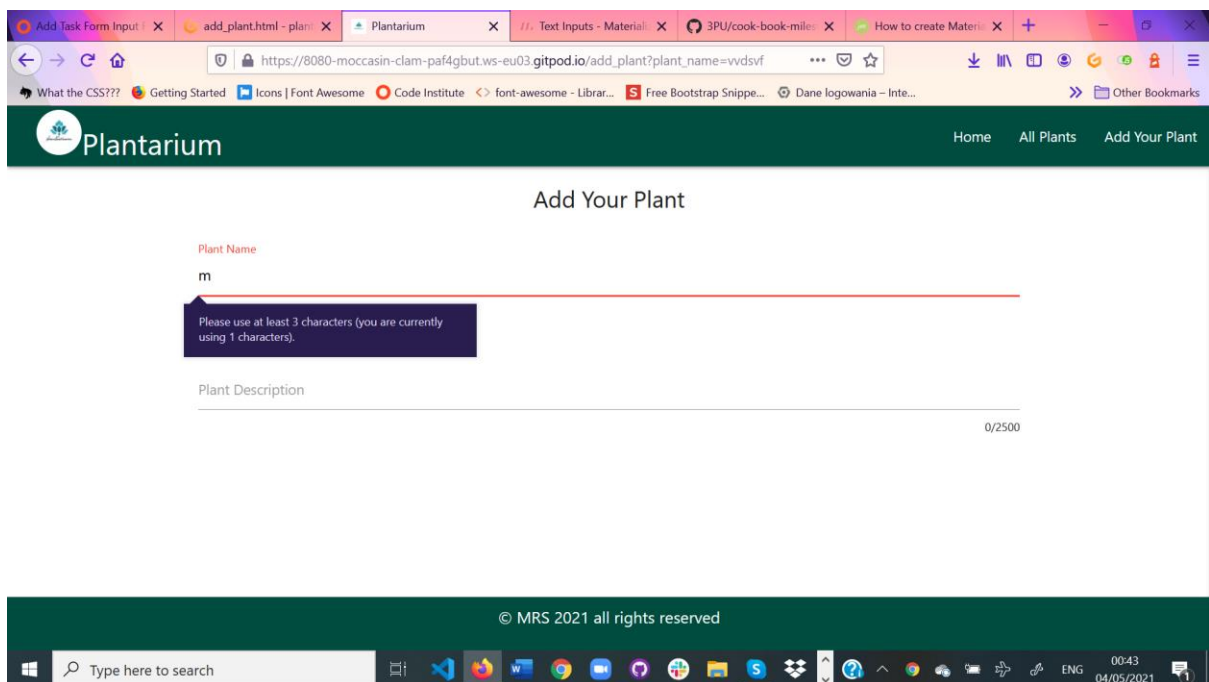 Add Task Form Input F
add_plant.html - plant
Plantarium
Text Inputs - Materializ
3PU/cook-book-miles
How to create Materia
https://8080-moccasin-clam-paf4gbut.ws-eu03.gitpod.io/add_plant?plant_name=vvdsvf
What the CSS???
Getting Started
Icons | Font Awesome
Code Institute
font-awesome - Librar...
Free Bootstrap Snippe...
Dane logowania – Inte...
Other Bookmarks
Plantarium
Home
All Plants
Add Your Plant
Add Your Plant
Plant Name
m
Please use at least 3 characters (you are currently
using 1 characters).
Plant Description
0/2500
© MRS 2021 all rights reserved
Type here to search
ENG
00:43
04/05/2021